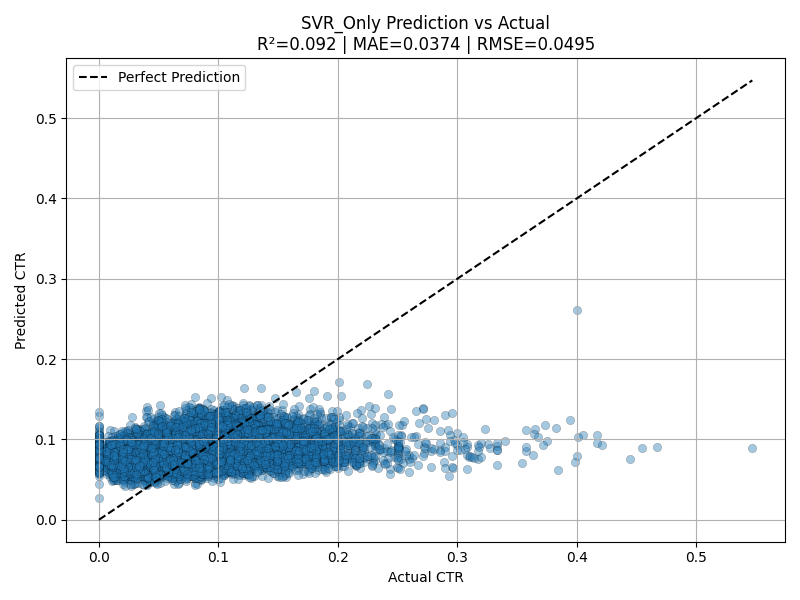 SVR_Only Prediction vs Actual
R²=0.092 | MAE=0.0374 | RMSE=0.0495
Perfect Prediction
Predicted CTR
0.5
0.4
0.3
0.2
0.1
0.0
0.0 0.1 0.2 0.3 0.4 0.5
Actual CTR